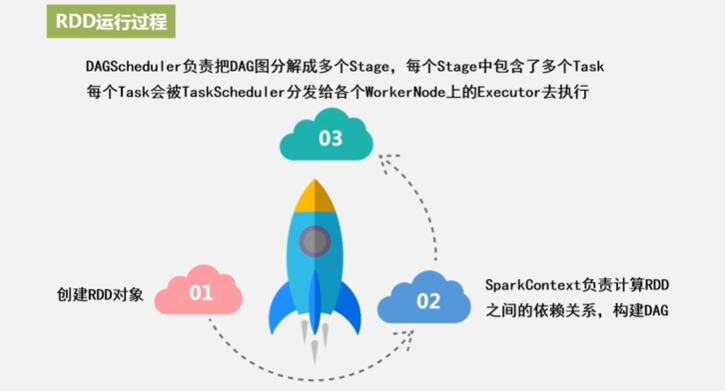 RDD运行过程
DAGScheduler负责把DAG图分解成多个Stage，每个Stage中包含了多个Task
每个Task会被TaskScheduler分发给各个WorkerNode上的Executor去执行
03
创建RDD对象
01
02
SparkContext负责计算RDD
之间的依赖关系，构建DAG